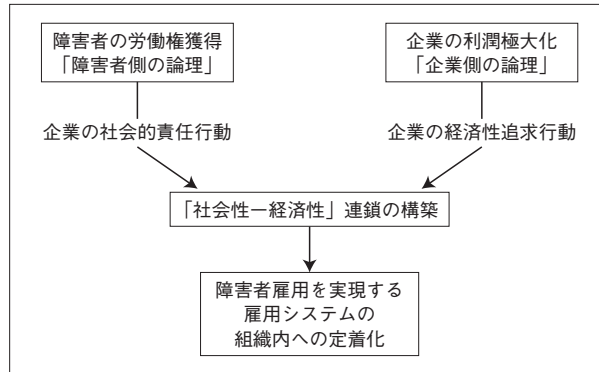 障害者の労働権獲得
「障害者側の論理」
企業の利潤極大化
「企業側の論理」
企業の社会的責任行動
企業の経済性追求行動
「社会性ー経済性」連鎖の構築
障害者雇用を実現する
雇用システムの
組織内への定着化